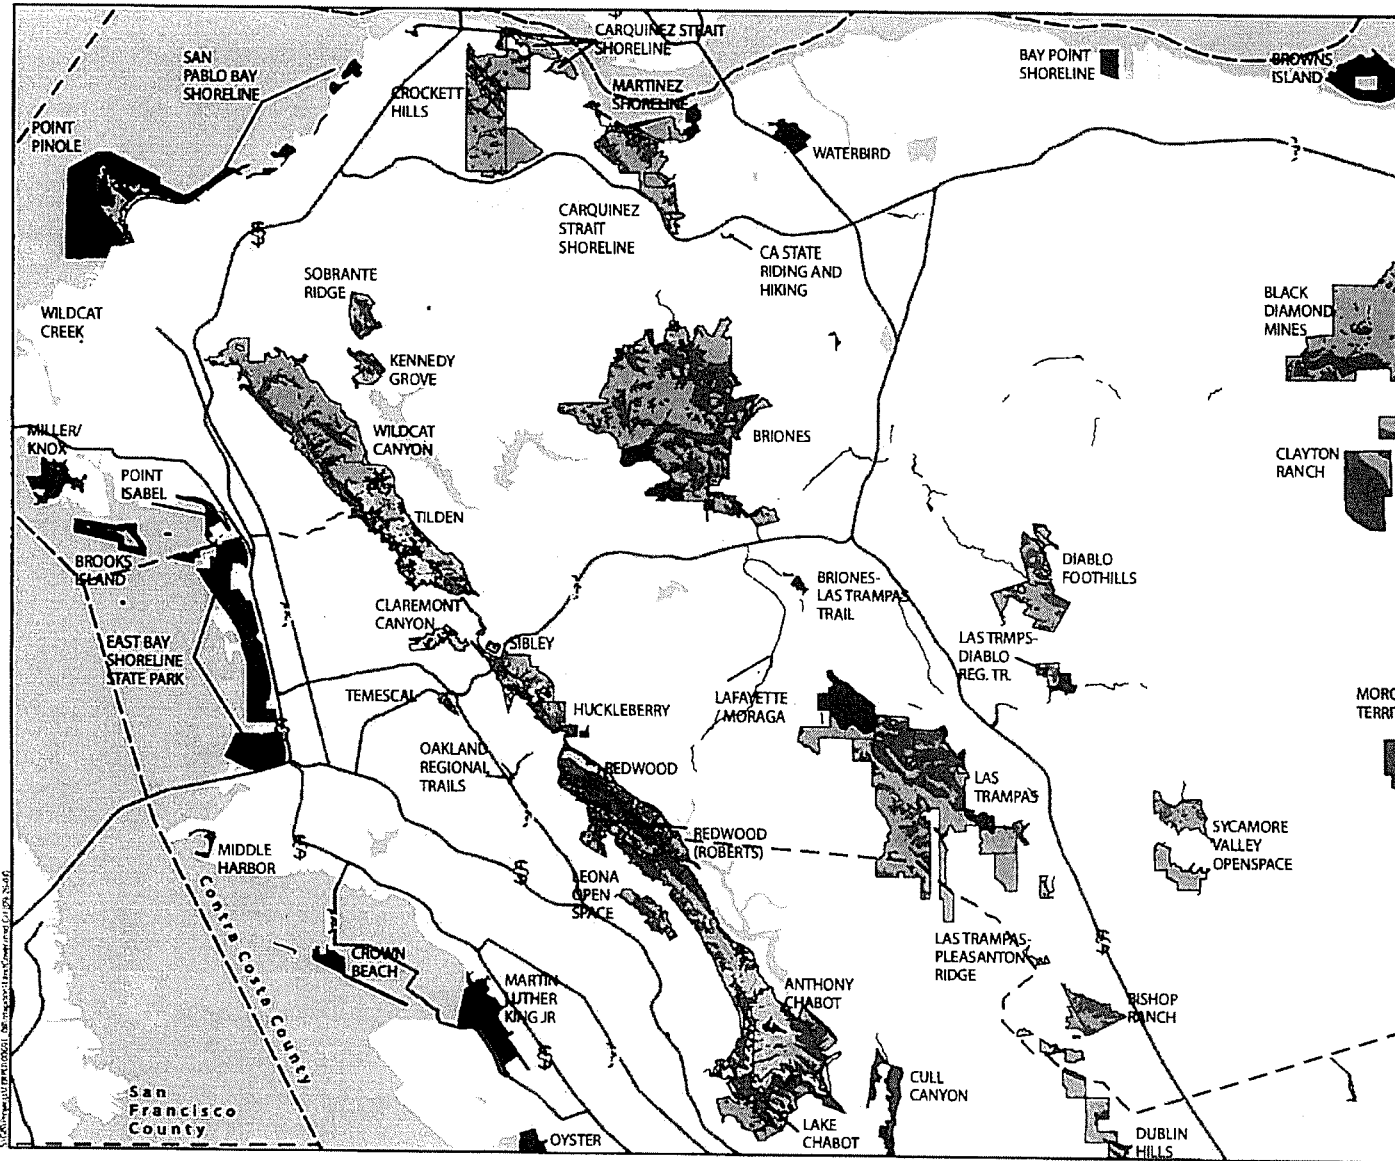 CARQUINEZ STRAIT
SHORELINE
SAN
PABLO BAY
SHORELINE
BAY POINT
SHORELINE
BROWNS
ISLAND
CROCKETT
HILLS
MARTINEZ
SHORELINE
POINT
PINOLE
WATERBIRD
CARQUINEZ
STRAIT
SHORELINE
CA STATE
RIDING AND
HIKING
SOBRANTE
RIDGE
BLACK
DIAMOND
MINES
WILDCAT
CREEK
KENNEDY
GROVE
MILLER/
KNOX
WILDCAT
CANYON
BRIONES
CLAYTON
RANCH
POINT
ISABEL
TILDEN
BROOKS
ISLAND
DIABLO
FOOTHILLS
BRIONES-
LAS TRAMPAS
TRAIL
CLAREMONT
CANYON
EAST BAY
SHORELINE
STATE PARK
SIBLEY
LAS TRMPS-
DIABLO
REG. TR.
TEMESCAL
HUCKLEBERRY
LAFAYETTE
/ MORAGA
MORG
TERRI
OAKLAND
REGIONAL
TRAILS
REDWOOD
LAS
TRAMPAS
REDWOOD
(ROBERTS)
SYCAMORE
VALLEY
OPENSPACE
MIDDLE
HARBOR
LEONA
OPEN
SPACE
Contra Costa County
LAS TRAMPAS-
PLEASANTON
RIDGE
CROWN
BEACH
MARTIN
LUTHER
KING JR
ANTHONY
CHABOT
BISHOP
RANCH
CULL
CANYON
San
Francisco
County
OYSTER
LAKE
CHABOT
DUBLIN
HILLS